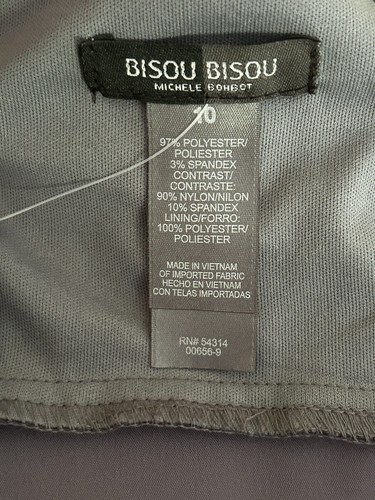 BISOU BISOU
MICHELE BOHBOT
10
97% POLYESTER/
POLIESTER
3% SPANDEX
CONTRAST/
CONTRASTE:
90% NYLON/NILON
10% SPANDEX
LINING/FORRO:
100% POLYESTER/
POLIESTER
MADE IN VIETNAM
OF IMPORTED FABRIC
HECHO EN VIETNAM
CON TELAS IMPORTADAS
RN# 54314
00656-9